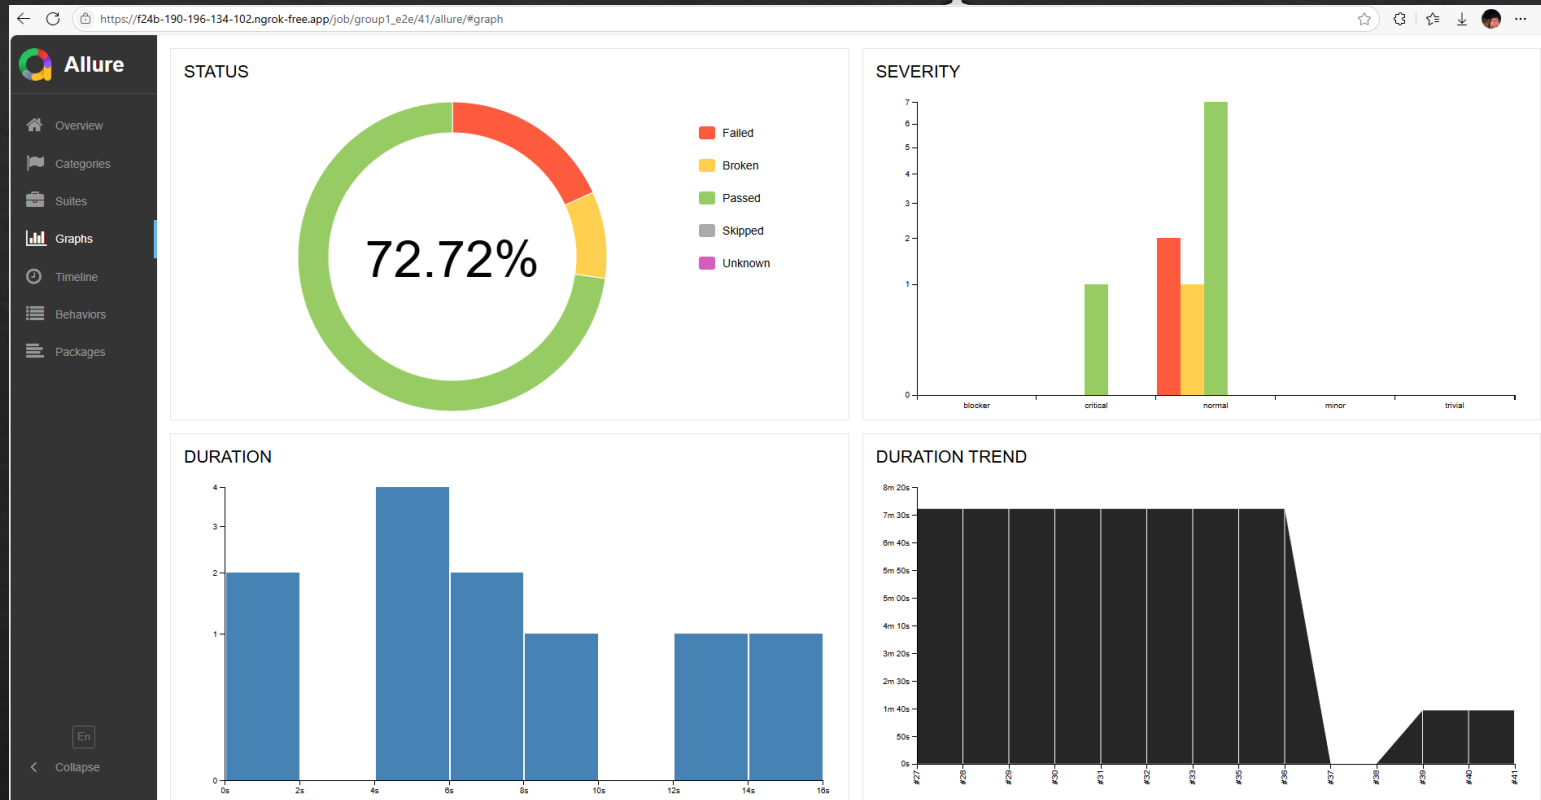 https://f24b-190-196-134-102.ngrok-free.app/job/group1_e2e/41/allure/#graph
Allure
Overview
Categories
Suites
Graphs
Timeline
Behaviors
Packages
En
Collapse
STATUS
72.72%
Failed
Broken
Passed
Skipped
Unknown
SEVERITY
7
6
5
4
3
2
1
0
blocker critical normal minor trivial
DURATION
4
3
2
1
0
0s 2s 4s 6s 8s 10s 12s 14s 16s
DURATION TREND
8m 20s
7m 30s
6m 40s
5m 50s
5m 00s
4m 10s
3m 20s
2m 30s
1m 40s
50s
0s
#27 #28 #29 #30 #31 #32 #33 #35 #36 #37 #38 #39 #40 #41